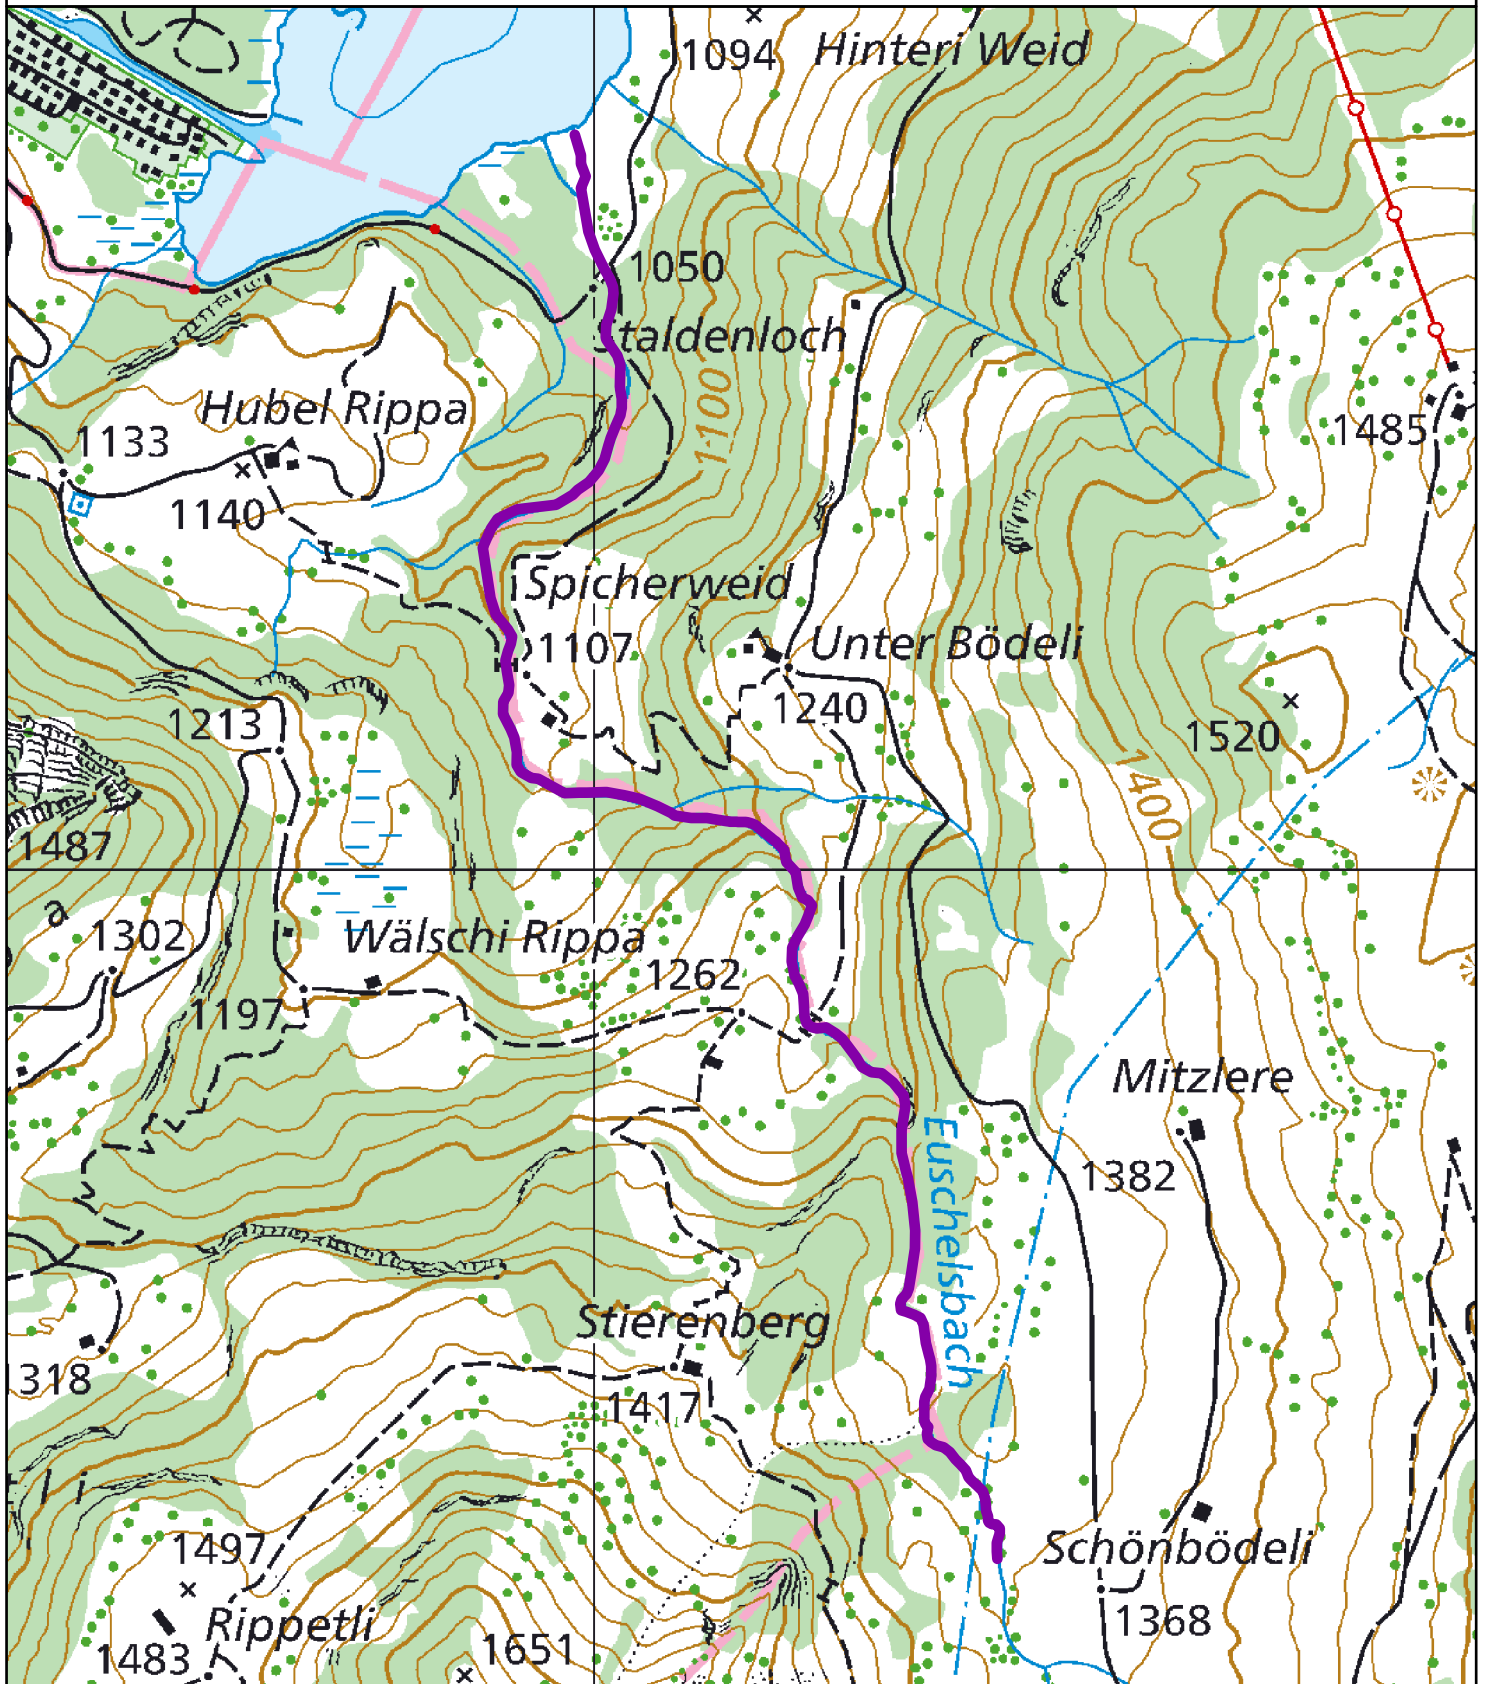 1094
Hinteri Weid
1050
Staldenloch
Hubel Rippa
1100
1133
1485
1140
Spicherweid
1107
Unter Bödeli
1240
1213
1520
1400
1487
a
1302
Wälschi Rippa
1262
1197
Mitzlere
Euschelsbach
1382
Stierenberg
318
1417
t l i
1497
Schönbödeli
Rippetli
1368
1483
1651